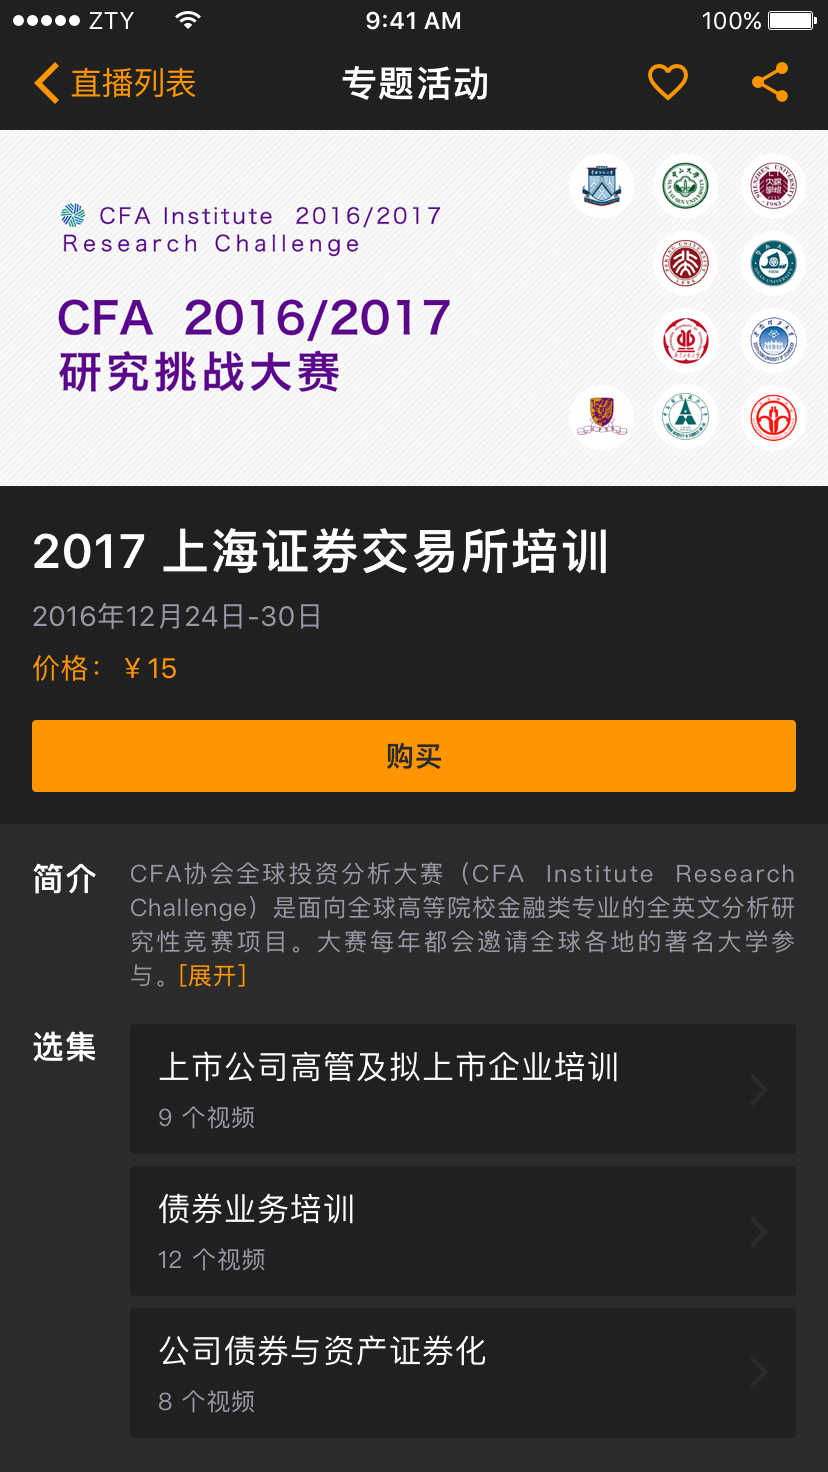 ZTY 9:41 AM 100%
直播列表 专题活动
CFA Institute 2016/2017
Research Challenge
CFA 2016/2017
研究挑战大赛
2017 上海证券交易所培训
2016年12月24日-30日
价格：￥15
购买
简介
CFA协会全球投资分析大赛（CFA Institute Research
Challenge）是面向全球高等院校金融类专业的全英文分析研
究性竞赛项目。大赛每年都会邀请全球各地的著名大学参
与。[展开]
选集
上市公司高管及拟上市企业培训
9 个视频
债券业务培训
12 个视频
公司债券与资产证券化
8 个视频